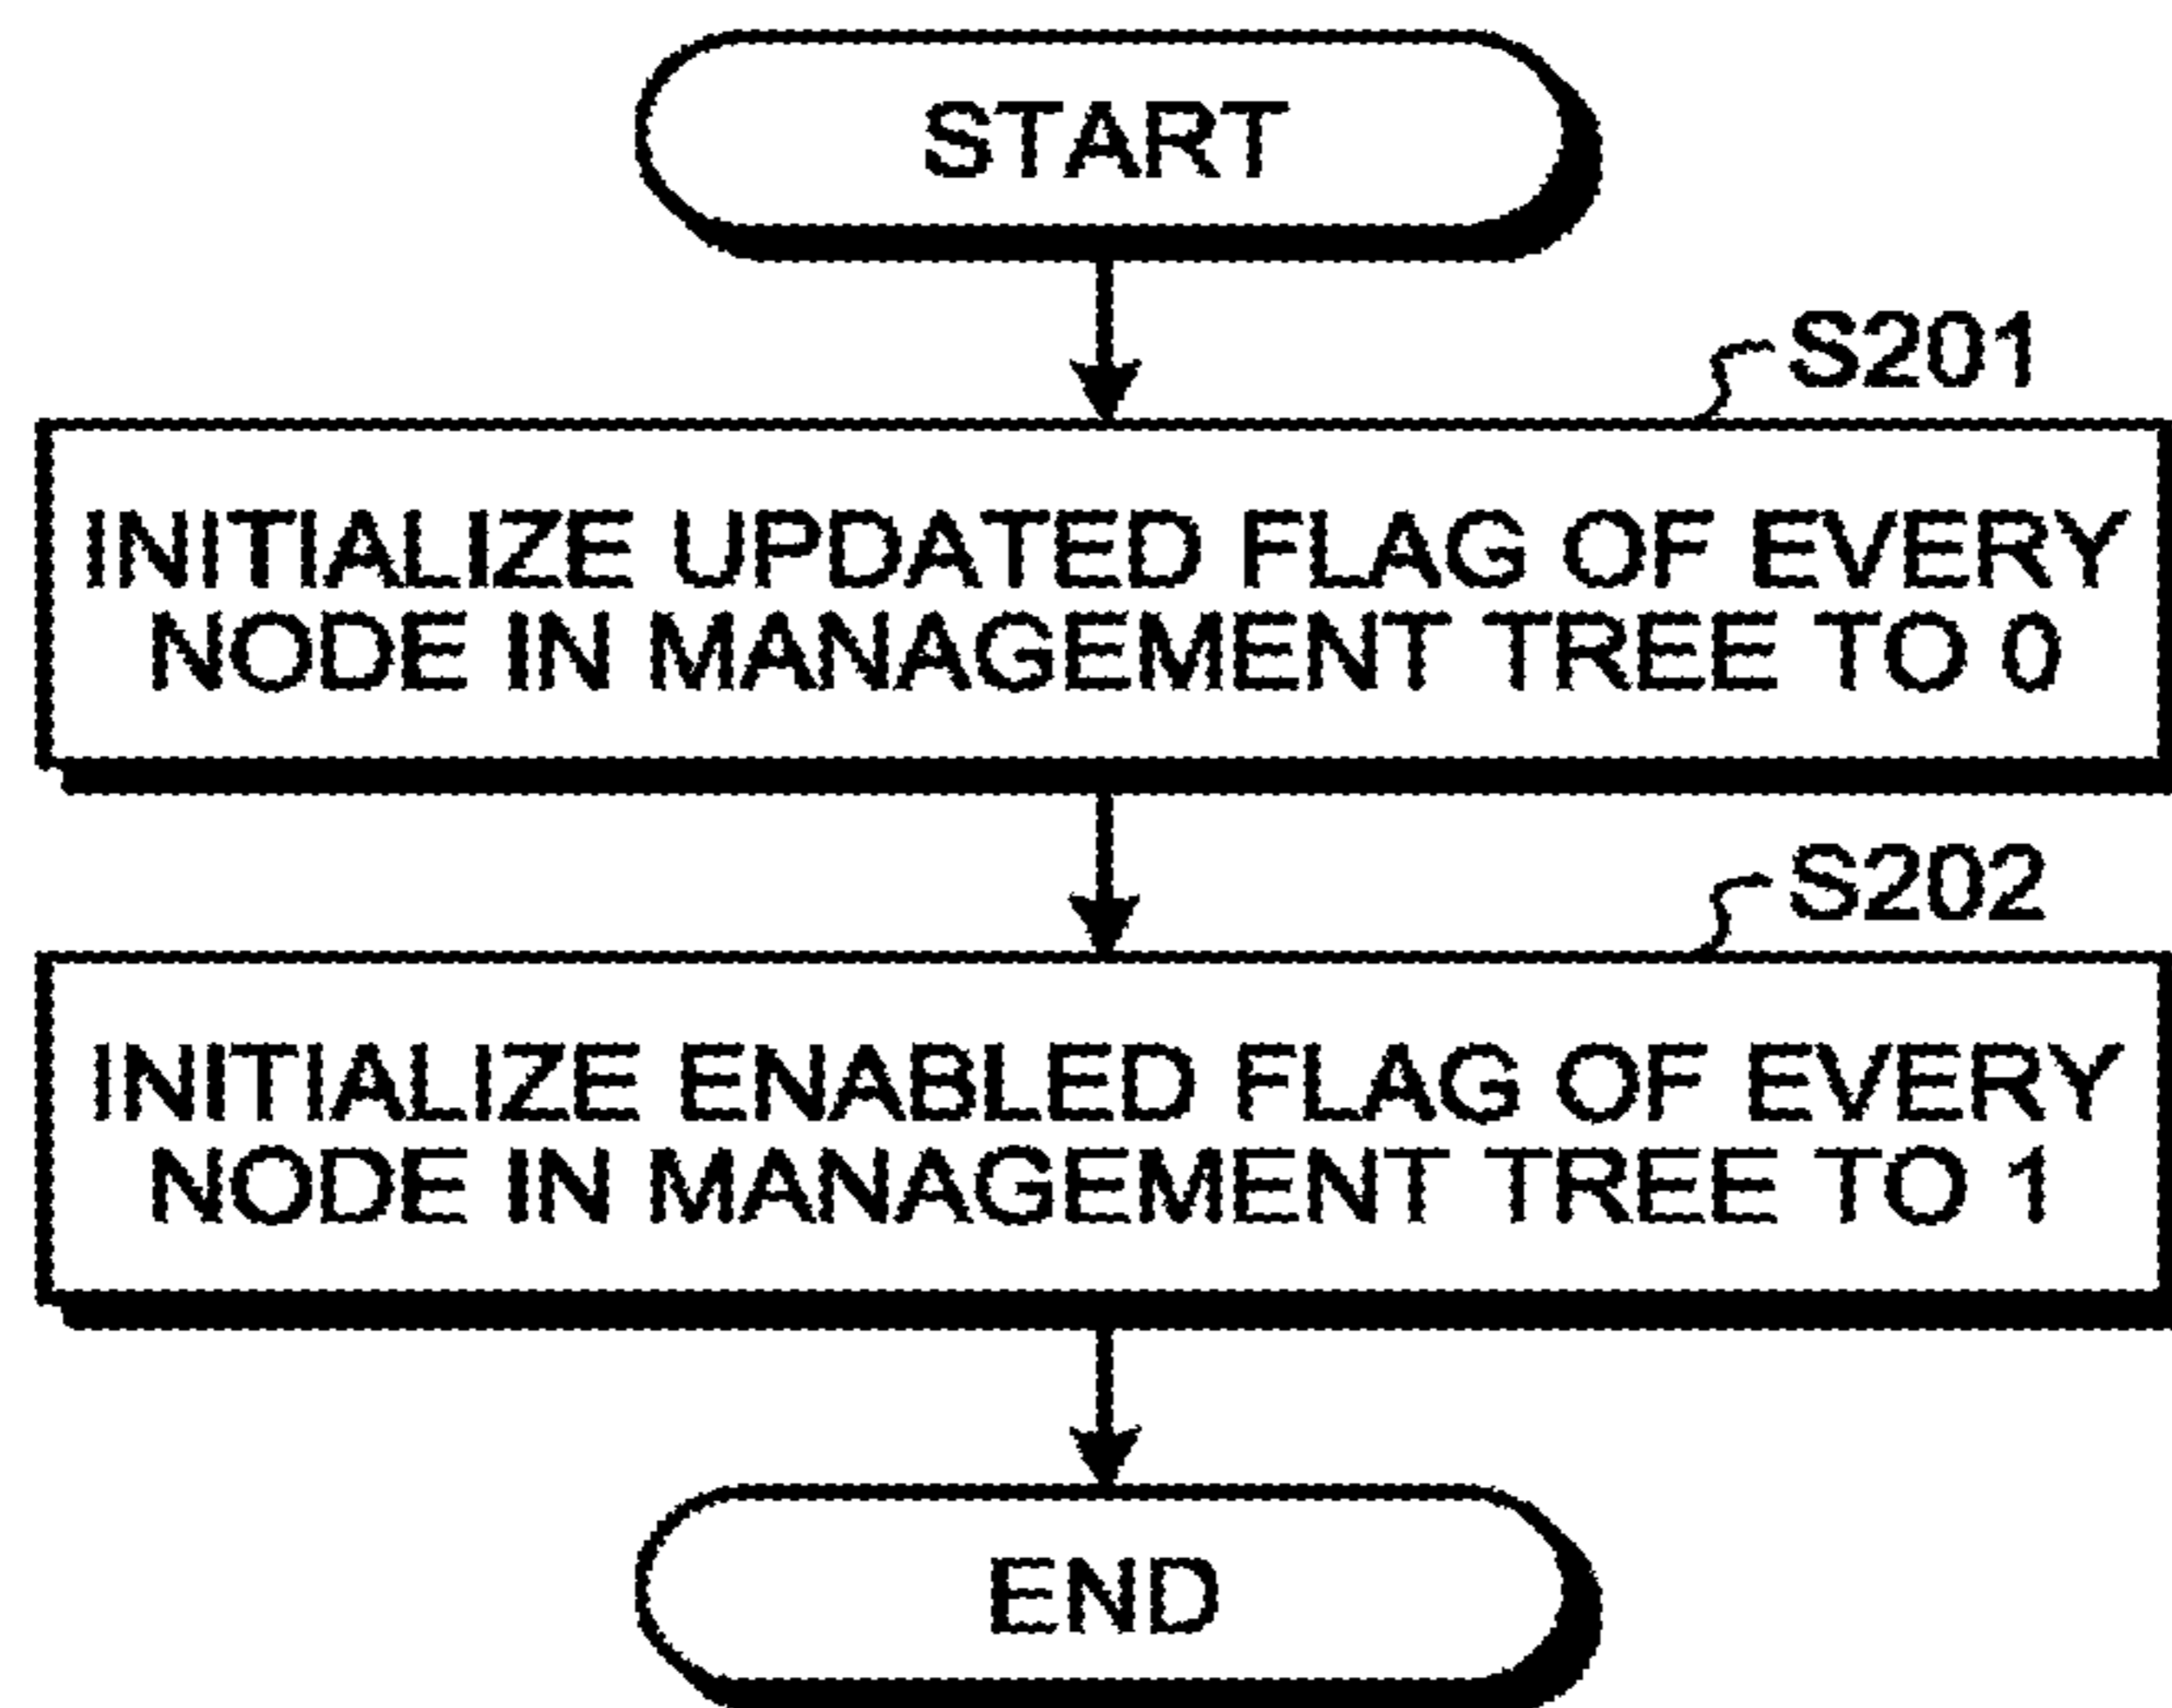 START
S201
INITIALIZE UPDATED FLAG OF EVERY
NODE IN MANAGEMENT TREE TO 0
S202
INITIALIZE ENABLED FLAG OF EVERY
NODE IN MANAGEMENT TREE TO 1
END